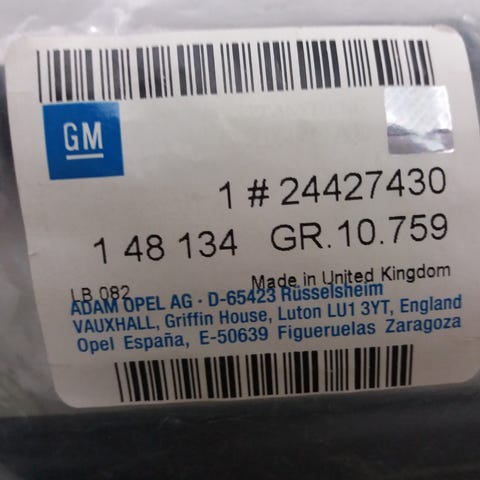 GM
1 # 24427430
1 48 134 GR.10.759
LB 082 Made in United Kingdom
ADAM OPEL AG · D-65423 Rüsselsheim
VAUXHALL, Griffin House, Luton LU1 3YT, England
Opel España, E-50639 Figueruelas Zaragoza